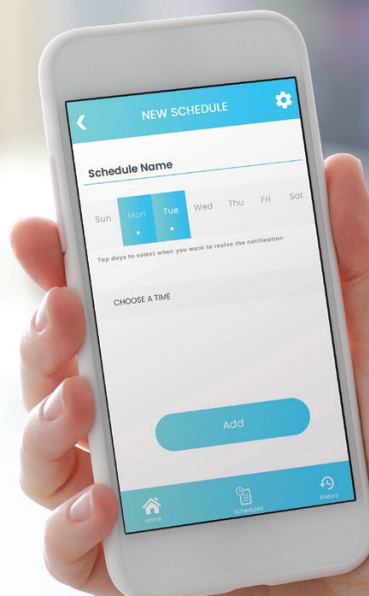 NEW SCHEDULE
Schedule Name
Sun Mon Tue Wed Thu Fri Sat
Tap days to select when you want to resive the notification
CHOOSE A TIME
Add
Home Schedules History